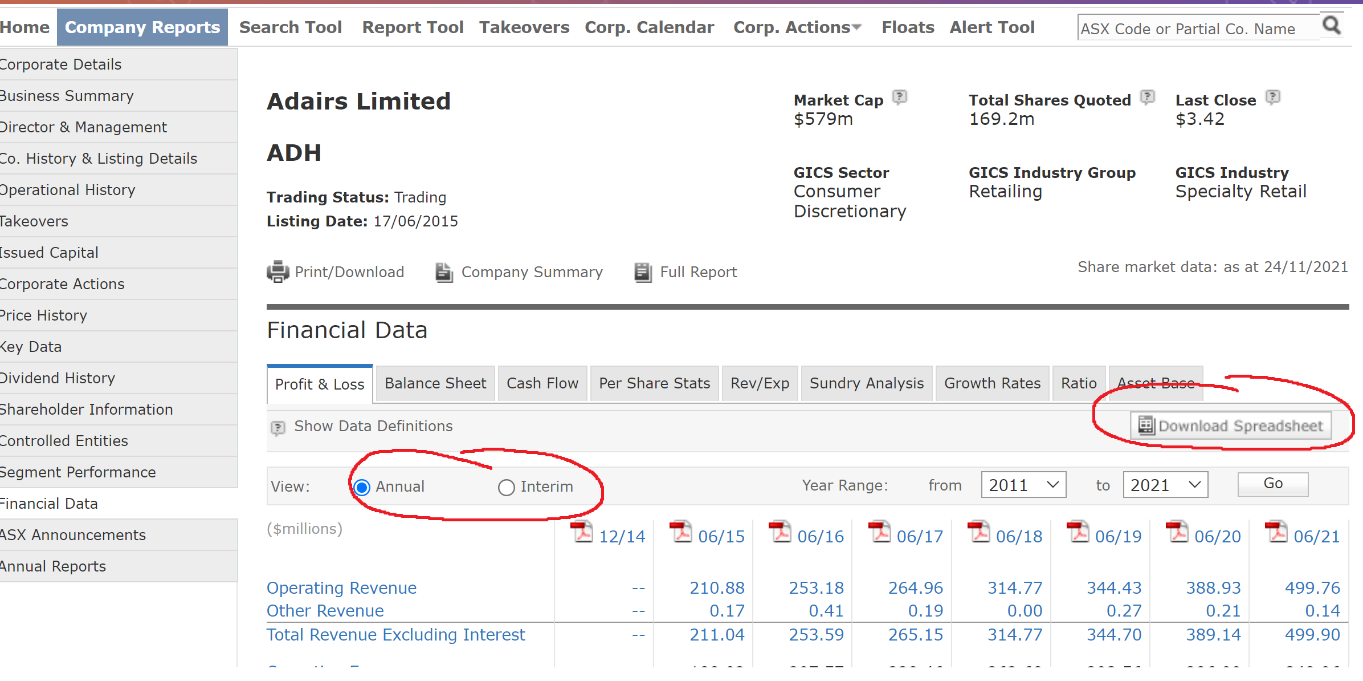 Home Company Reports Search Tool Report Tool Takeovers Corp. Calendar Corp. Actions Floats Alert Tool ASX Code or Partial Co. Name
Corporate Details
Business Summary
Director & Management
Co. History & Listing Details
Operational History
Takeovers
Issued Capital
Corporate Actions
Price History
Key Data
Dividend History
Shareholder Information
Controlled Entities
Segment Performance
Financial Data
ASX Announcements
Annual Reports
Adairs Limited
ADH
Trading Status: Trading
Listing Date: 17/06/2015
Market Cap ? Total Shares Quoted ? Last Close ?
$579m 169.2m $3.42
GICS Sector GICS Industry Group GICS Industry
Consumer Retailing Specialty Retail
Discretionary
Print/Download Company Summary Full Report
Share market data: as at 24/11/2021
Financial Data
Profit & Loss Balance Sheet Cash Flow Per Share Stats Rev/Exp Sundry Analysis Growth Rates Ratio Asset Base
? Show Data Definitions Download Spreadsheet
View: Annual Interim Year Range: from 2011 to 2021 Go
($millions) 12/14 06/15 06/16 06/17 06/18 06/19 06/20 06/21
Operating Revenue -- 210.88 253.18 264.96 314.77 344.43 388.93 499.76
Other Revenue -- 0.17 0.41 0.19 0.00 0.27 0.21 0.14
Total Revenue Excluding Interest -- 211.04 253.59 265.15 314.77 344.70 389.14 499.90